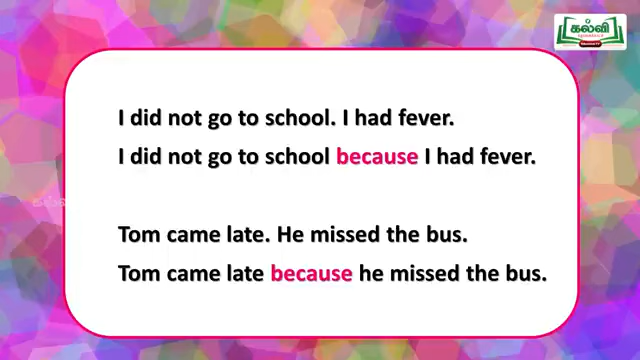 கல்வி
I did not go to school. I had fever.
I did not go to school because I had fever.
Tom came late. He missed the bus.
Tom came late because he missed the bus.